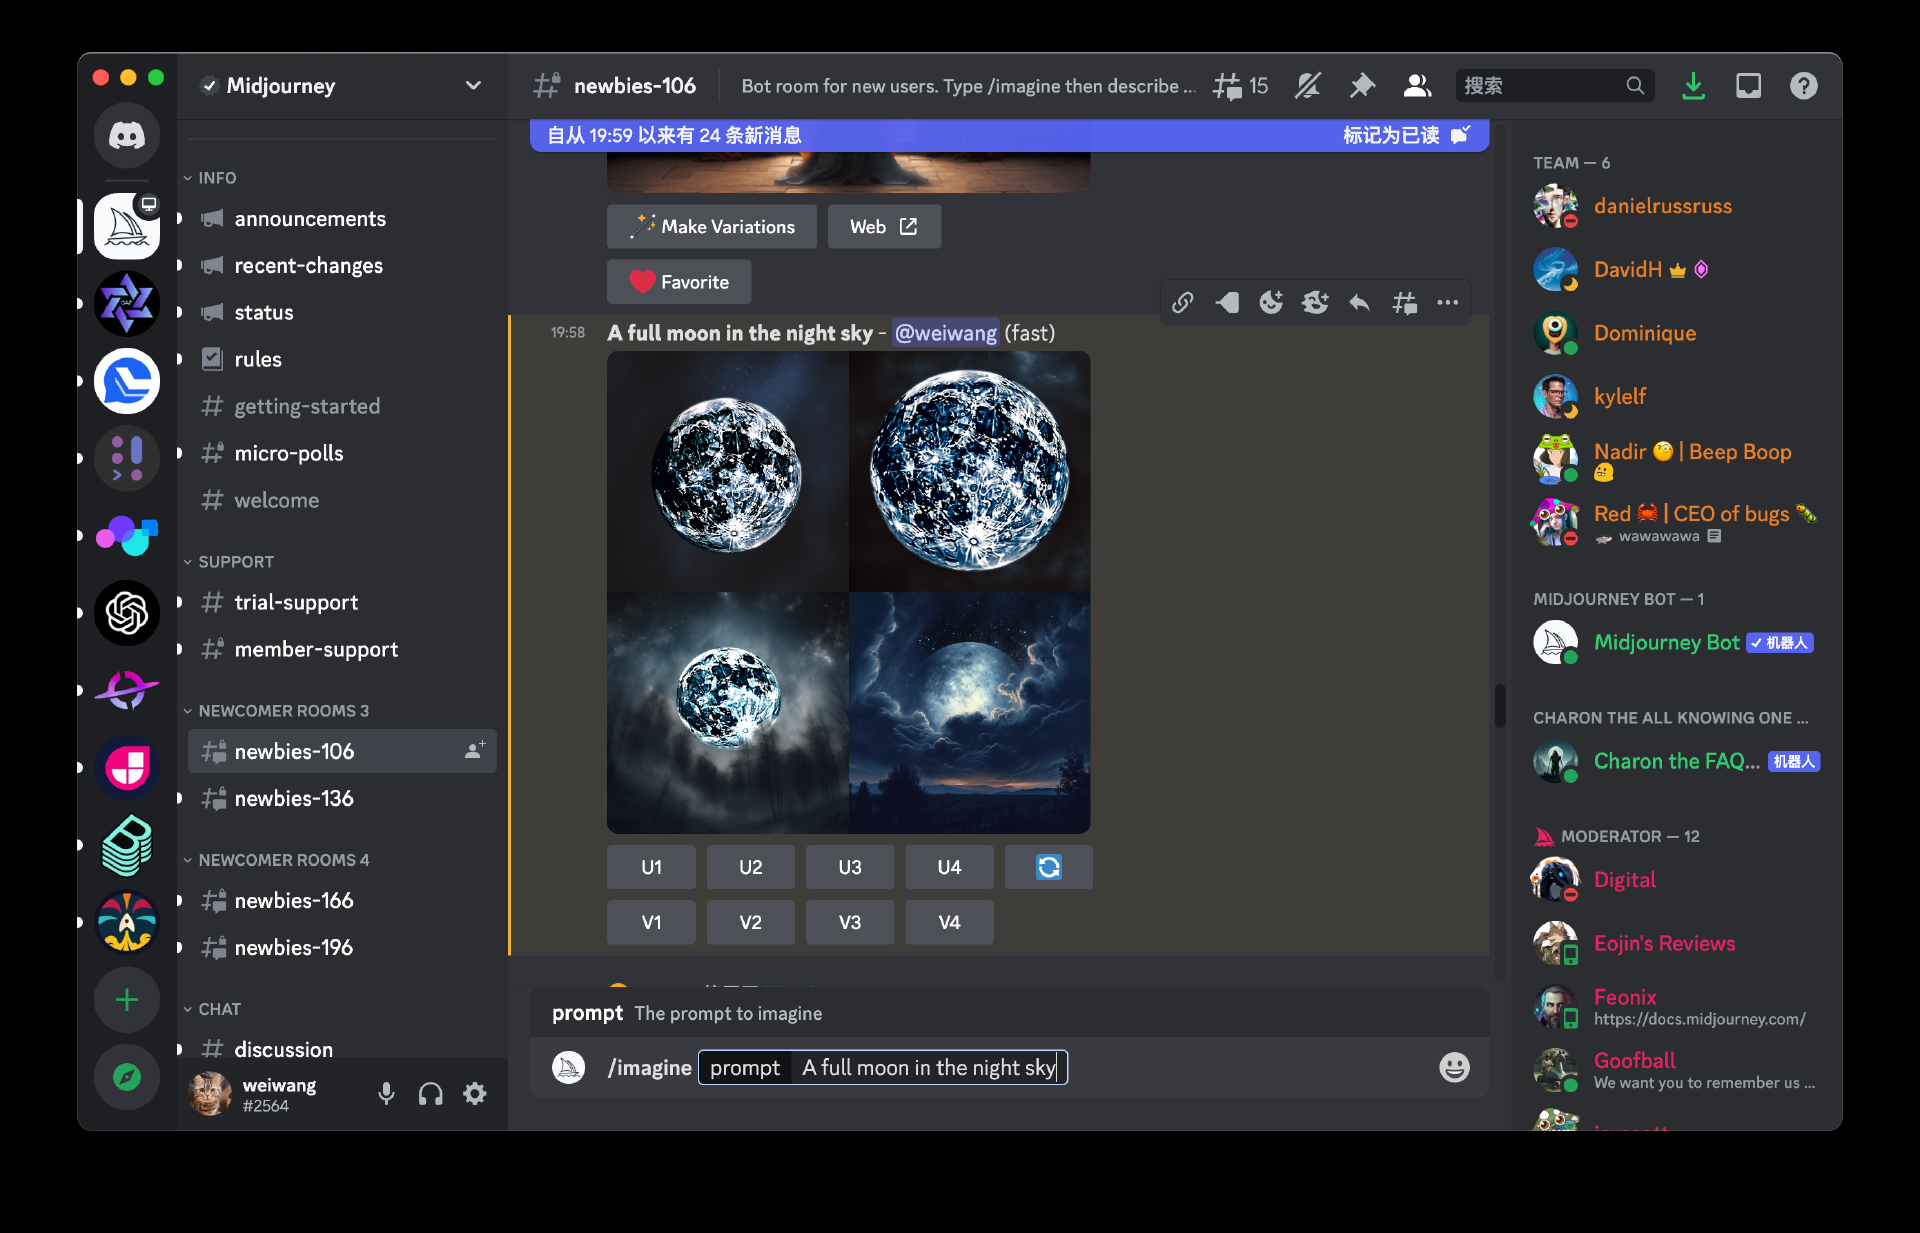 Midjourney
INFO
announcements
recent-changes
status
rules
getting-started
micro-polls
welcome
SUPPORT
trial-support
member-support
NEWCOMER ROOMS 3
newbies-106
newbies-136
NEWCOMER ROOMS 4
newbies-166
newbies-196
CHAT
discussion
weiwang
#2564
newbies-106
Bot room for new users. Type /imagine then describe ...
15
搜索
自从 19:59 以来有 24 条新消息
标记为已读
Make Variations
Web
Favorite
19:58
A full moon in the night sky - @weiwang (fast)
U1 U2 U3 U4
V1 V2 V3 V4
prompt The prompt to imagine
/imagine prompt A full moon in the night sky
TEAM — 6
danielrussruss
DavidH
Dominique
kylelf
Nadir 🧐 | Beep Boop
Red 🦀 | CEO of bugs 🐛
wawawawa
MIDJOURNEY BOT — 1
Midjourney Bot 机器人
CHARON THE ALL KNOWING ONE ...
Charon the FAQ... 机器人
MODERATOR — 12
Digital
Eojin's Reviews
Feonix
https://docs.midjourney.com/
Goofball
We want you to remember us ...